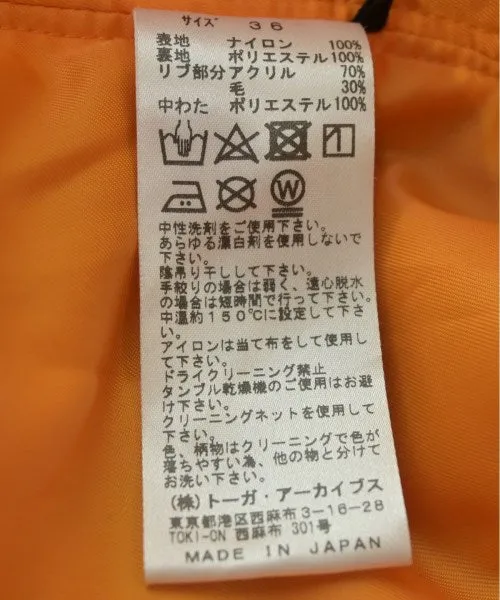 サイズ 36
表地 ナイロン 100%
裏地 ポリエステル100%
リブ部分アクリル 70%
毛 30%
中わた ポリエステル100%
W
中性洗剤をご使用下さい。
あらゆる漂白剤を使用しないで
下さい。
陰吊り干しして下さい。
手絞りの場合は弱く、遠心脱水
の場合は短時間で行って下さい。
中温約150℃に設定して下さ
い。
アイロンは当て布をして使用し
て下さい。
ドライクリーニング禁止
タンブル乾燥機のご使用はお避
け下さい。
クリーニングネットを使用して
下さい。
色、柄物はクリーニングで色が
落ちやすい為、他の物と分けて
お洗い下さい。
(株)トーガ・アーカイブス
東京都港区西麻布3-16-28
TOKI-ON 西麻布 301号
MADE IN JAPAN